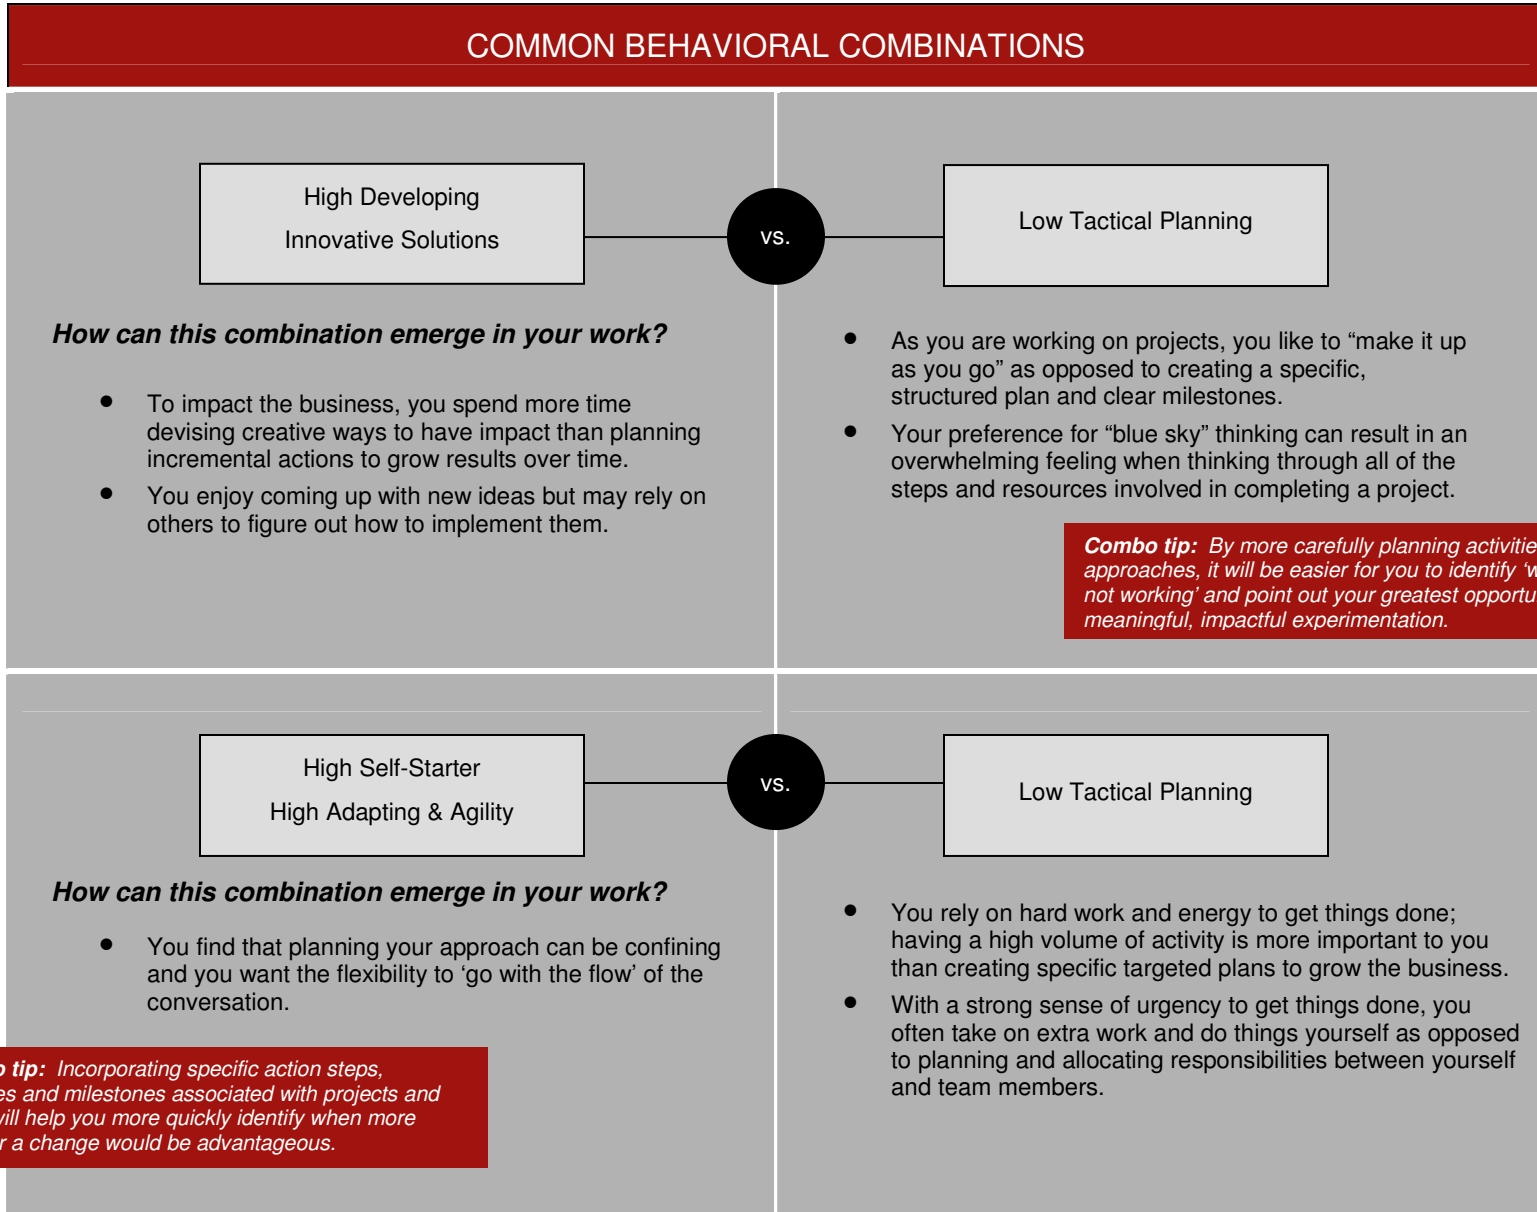 COMMON BEHAVIORAL COMBINATIONS
High Developing
Innovative Solutions
vs.
Low Tactical Planning
How can this combination emerge in your work?
• To impact the business, you spend more time
devising creative ways to have impact than planning
incremental actions to grow results over time.
• You enjoy coming up with new ideas but may rely on
others to figure out how to implement them.
• As you are working on projects, you like to “make it up
as you go” as opposed to creating a specific,
structured plan and clear milestones.
• Your preference for “blue sky” thinking can result in an
overwhelming feeling when thinking through all of the
steps and resources involved in completing a project.
Combo tip: By more carefully planning
approaches, it will be easier for you to identify
not working’ and point out your greatest
meaningful, impactful experimentation.
High Self-Starter
High Adapting & Agility
vs.
Low Tactical Planning
How can this combination emerge in your work?
• You find that planning your approach can be confining
and you want the flexibility to ‘go with the flow’ of the
conversation.
tip: Incorporating specific action steps,
and milestones associated with projects and
will help you more quickly identify when more
a change would be advantageous.
• You rely on hard work and energy to get things done;
having a high volume of activity is more important to you
than creating specific targeted plans to grow the business.
• With a strong sense of urgency to get things done, you
often take on extra work and do things yourself as opposed
to planning and allocating responsibilities between yourself
and team members.